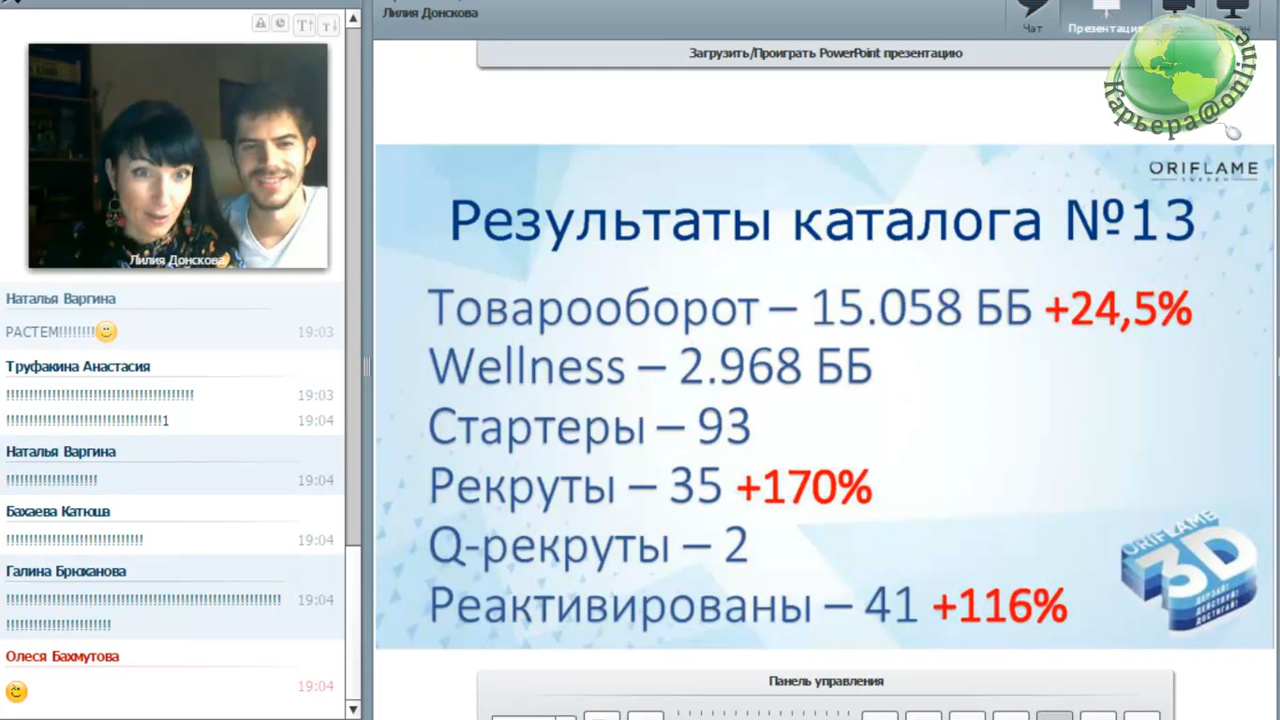 Лилия Донскова
Чат
Презентация
Загрузить/Проиграть PowerPoint презентацию
Карьера@online
Лилия Донскова
Наталья Варгина
РАСТЕМ!!!!!!!!
19:03
Труфакина Анастасия
!!!!!!!!!!!!!!!!!!!!!!!!!!!!!!!!!!!!!!!!! 19:03
!!!!!!!!!!!!!!!!!!!!!!!!!!!!!!!!!!1 19:04
Наталья Варгина
!!!!!!!!!!!!!!!!!!!! 19:04
Бахаева Катюша
!!!!!!!!!!!!!!!!!!!!!!!!!!!!!! 19:04
Галина Брюханова
!!!!!!!!!!!!!!!!!!!!!!!!!!!!!!!!!!!!!!!!!!!!!!!!!!!!!!!!!!!! 19:04
!!!!!!!!!!!!!!!!!!!!!!!
Олеся Бахмутова
19:04
ORIFLAME
SWEDEN
Результаты каталога №13
Товарооборот – 15.058 ББ +24,5%
Wellness – 2.968 ББ
Стартеры – 93
Рекруты – 35 +170%
Q-рекруты – 2
Реактивированы – 41 +116%
ORIFLAME
3D
Панель управления